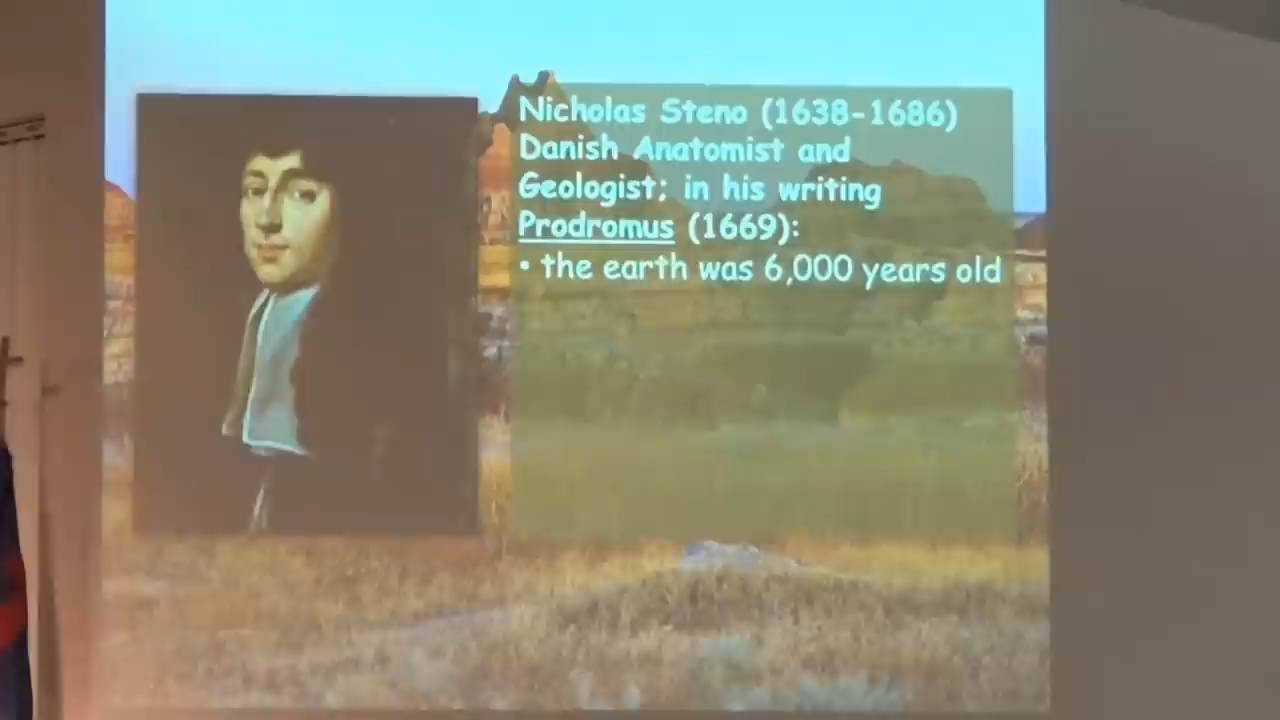 Nicholas Steno (1638-1686)
Danish Anatomist and
Geologist; in his writing
Prodromus (1669):
• the earth was 6,000 years old